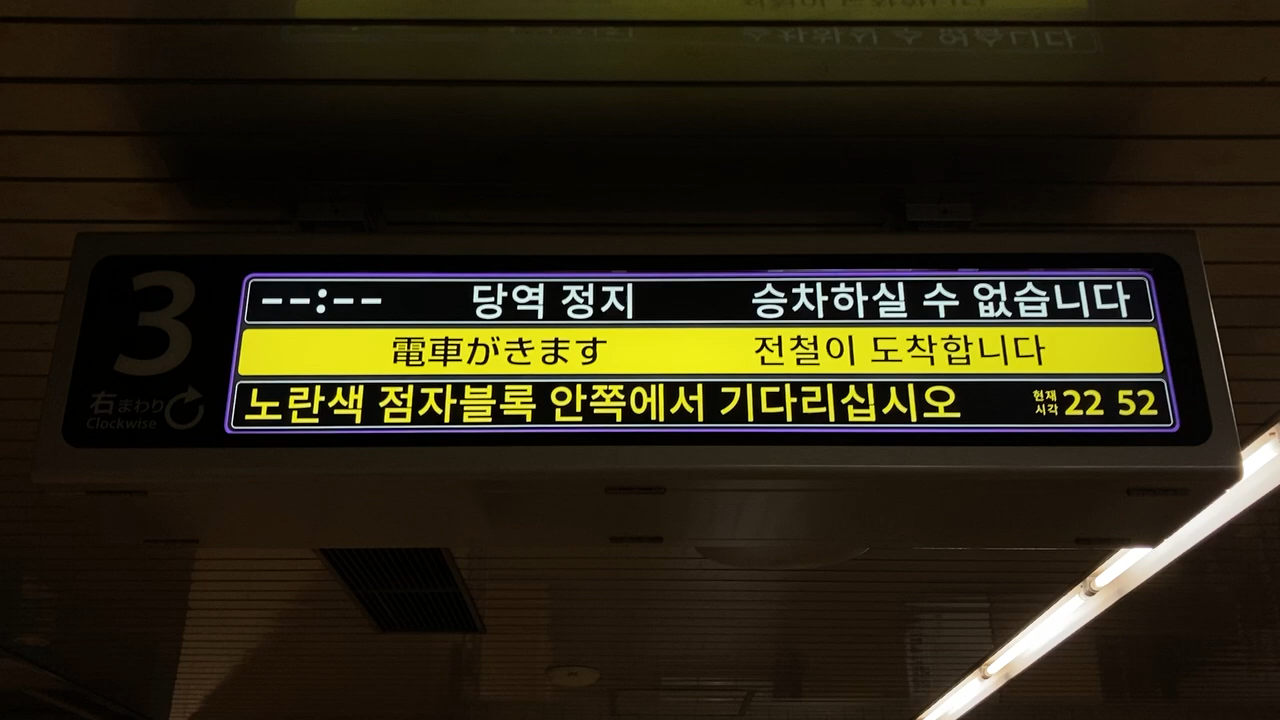 3
右まわり
Clockwise
--:-- 당역 정지 승차하실 수 없습니다
電車がきます 전철이 도착합니다
노란색 점자블록 안쪽에서 기다리십시오 현재 시각 22 52